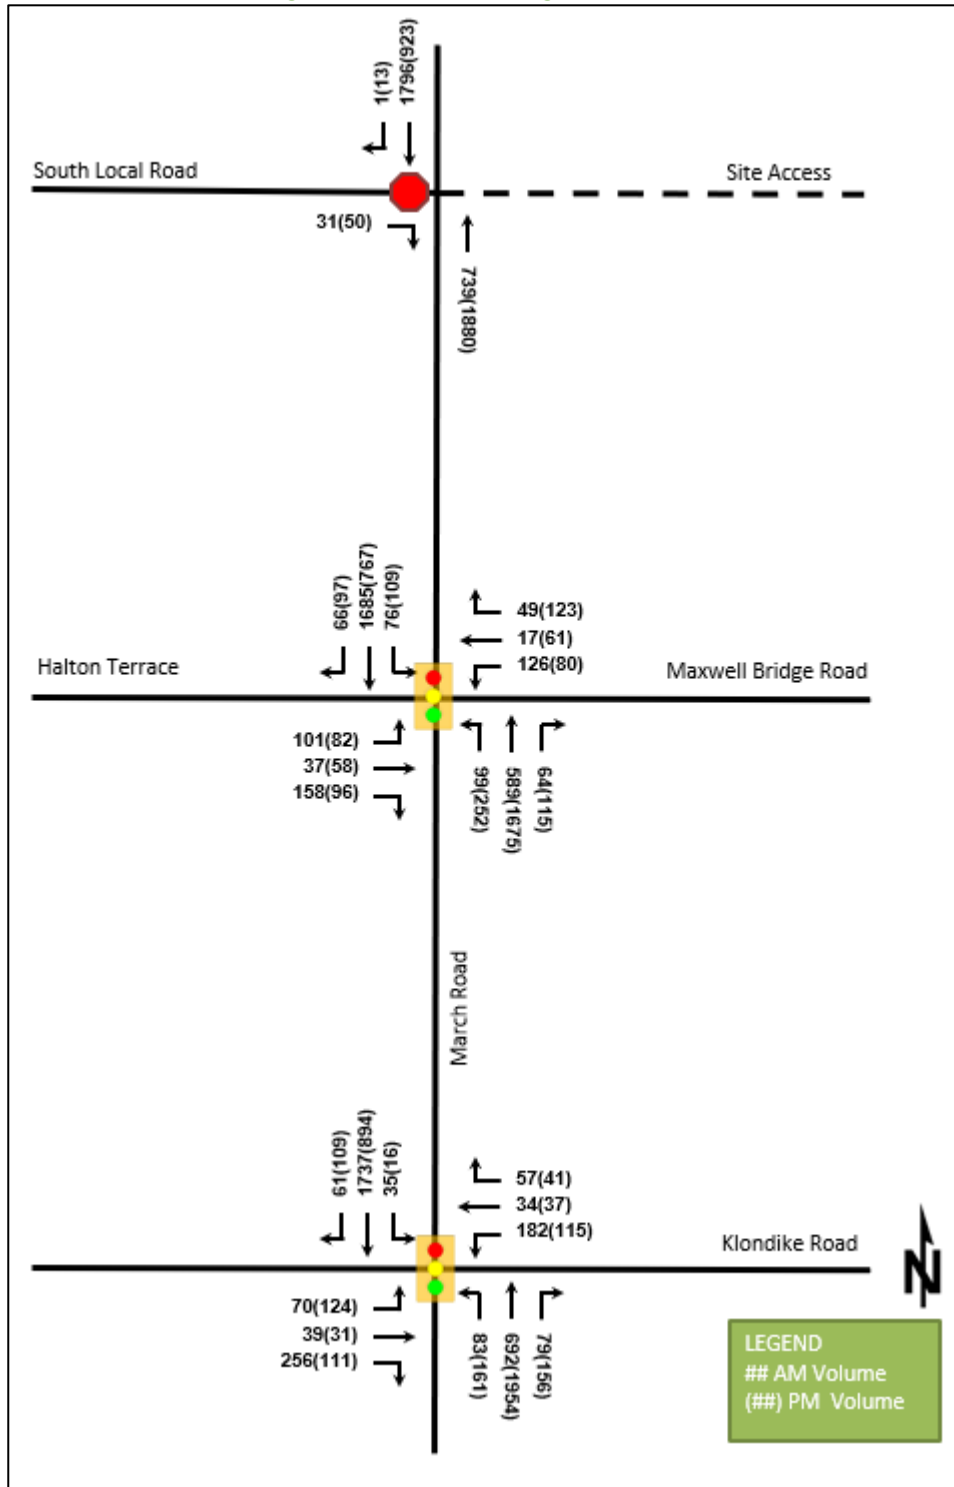 1(13)
1796(923)
South Local Road
Site Access
31(50)
739(1880)
66(97)
1685(767)
76(109)
49(123)
17(61)
126(80)
Halton Terrace
Maxwell Bridge Road
101(82)
37(58)
158(96)
99(252)
589(1675)
64(115)
March Road
61(109)
1737(894)
35(16)
57(41)
34(37)
182(115)
Klondike Road
N
70(124)
39(31)
256(111)
83(161)
692(1954)
79(156)
LEGEND
## AM Volume
(##) PM Volume